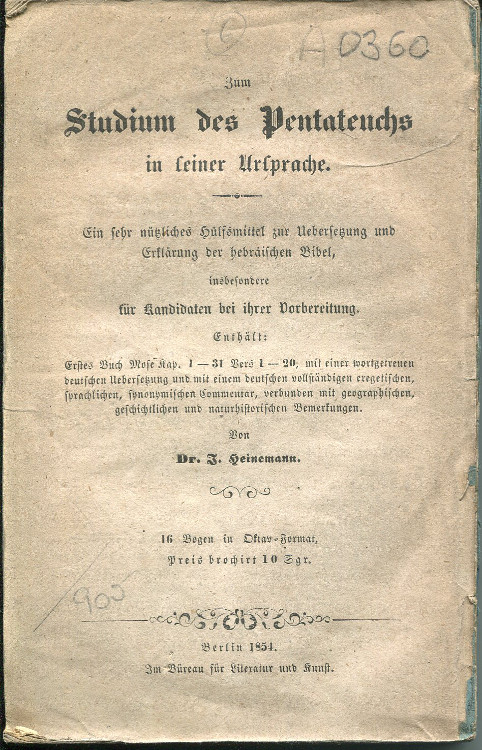 A 0360
Zum
Studium des Pentateuchs
in seiner Ursprache.
Ein sehr nützliches Hülfsmittel zur Uebersetzung und
Erklärung der hebräischen Bibel,
insbesondere
für Kandidaten bei ihrer Vorbereitung.
Enthält:
Erstes Buch Mose Kap. 1 — 31 Vers 1 — 20, mit einer wortgetreuen
deutschen Uebersetzung und mit einem deutschen vollständigen exegetischen,
sprachlichen, synonymischen Commentar, verbunden mit geographischen,
geschichtlichen und naturhistorischen Bemerkungen.
Von
Dr. J. Heinemann.
16 Bogen in Oktav-Format,
Preis brochirt 10 Sgr.
Berlin 1854.
Im Büreau für Literatur und Kunst.